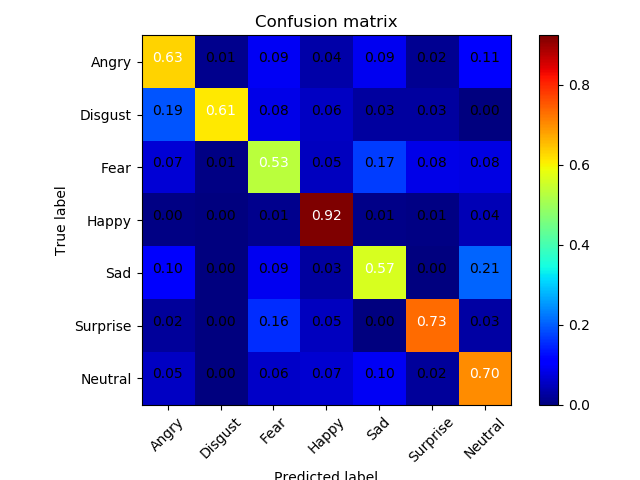 Confusion matrix
Angry 0.63 0.01 0.09 0.04 0.09 0.02 0.11
Disgust 0.19 0.61 0.08 0.06 0.03 0.03 0.00
Fear 0.07 0.01 0.53 0.05 0.17 0.08 0.08
Happy 0.00 0.00 0.01 0.92 0.01 0.01 0.04
Sad 0.10 0.00 0.09 0.03 0.57 0.00 0.21
Surprise 0.02 0.00 0.16 0.05 0.00 0.73 0.03
Neutral 0.05 0.00 0.06 0.07 0.10 0.02 0.70
Angry Disgust Fear Happy Sad Surprise Neutral
True label
Predicted label
0.8
0.6
0.4
0.2
0.0